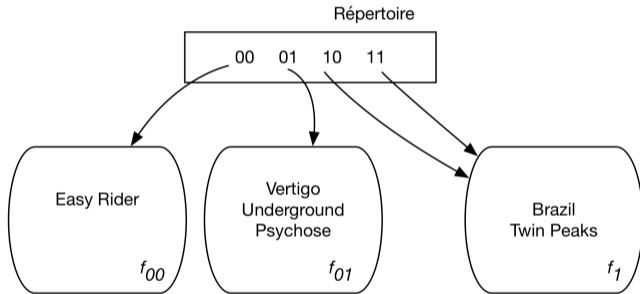 Répertoire
00 01 10 11
Easy Rider
f00
Vertigo
Underground
Psychose
f01
Brazil
Twin Peaks
f1